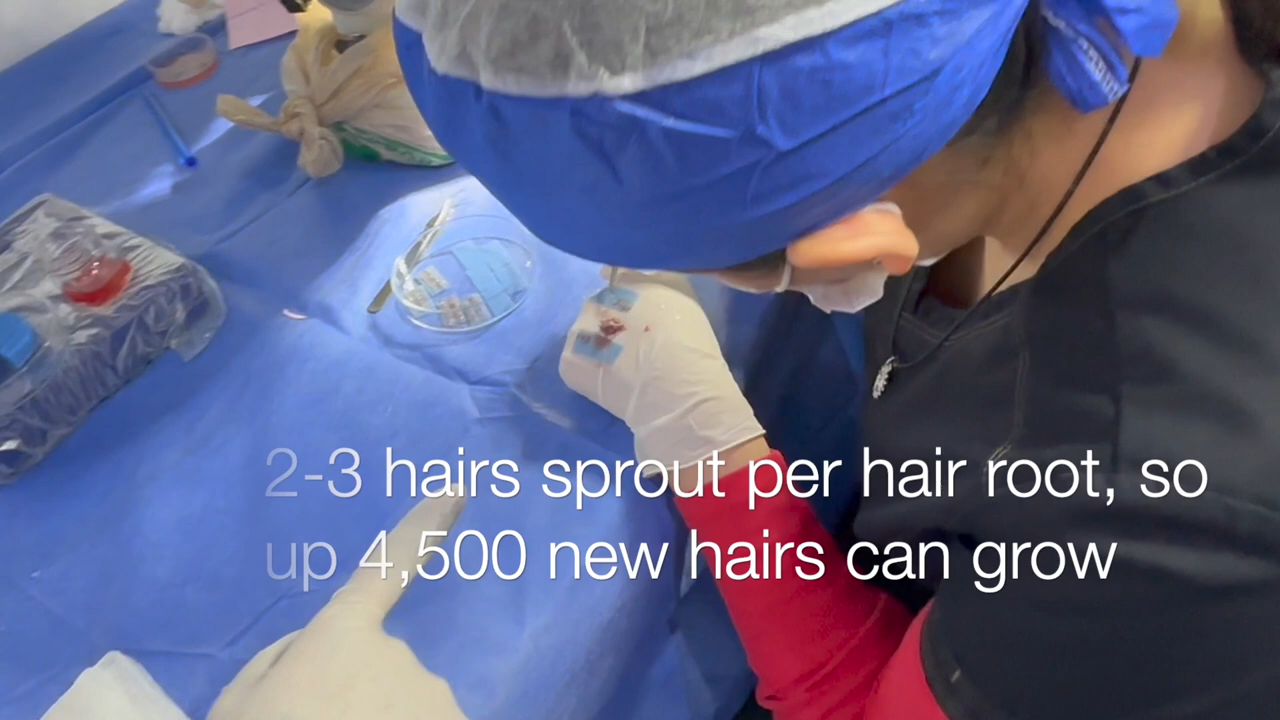 2-3 hairs sprout per hair root, so
up 4,500 new hairs can grow